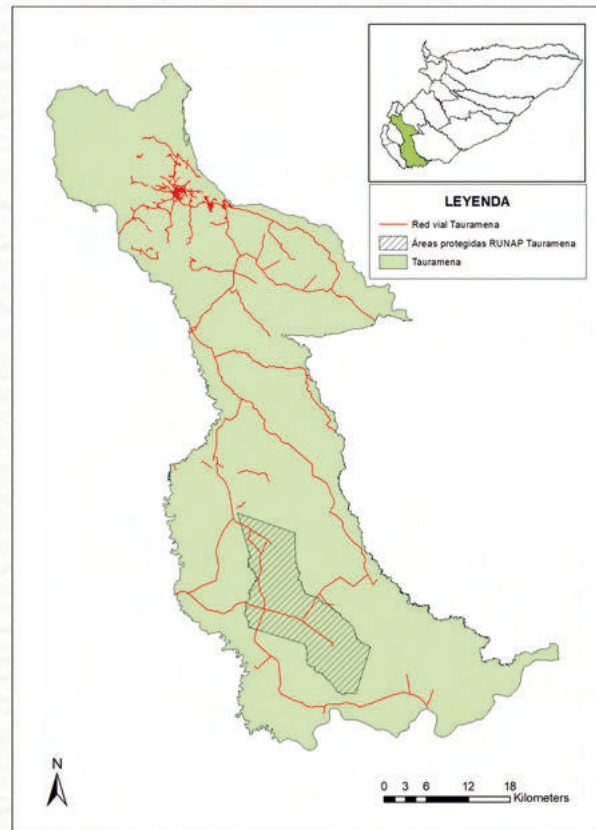 LEYENDA
Red vial Tauramena
Áreas protegidas RUNAP Tauramena
Tauramena
N
0 3 6 12 18
Kilometers